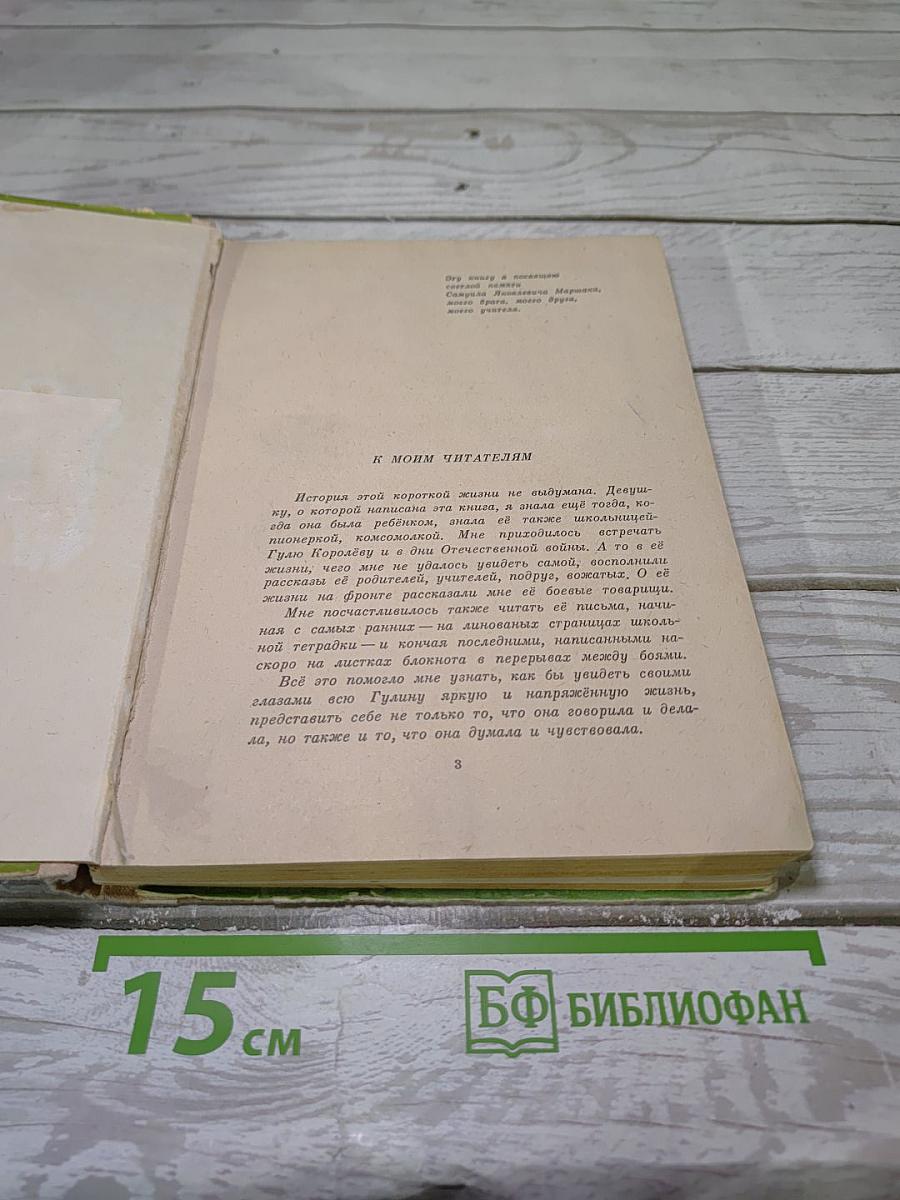 Эту книгу я посвящаю
светлой памяти
Самуила Яковлевича Маршака,
моего брата, моего друга,
моего учителя.
К МОИМ ЧИТАТЕЛЯМ
История этой короткой жизни не выдумана. Девуш-
ку, о которой написана эта книга, я знала ещё тогда, ко-
гда она была ребёнком, знала её также школьницей-
пионеркой, комсомолкой. Мне приходилось встречать
Гулю Королёву и в дни Отечественной войны. А то в её
жизни, чего мне не удалось увидеть самой, восполнили
рассказы её родителей, учителей, подруг, вожатых. О её
жизни на фронте рассказали мне её боевые товарищи.
Мне посчастливилось также читать её письма, начи-
ная с самых ранних — на линованых страницах школь-
ной тетрадки — и кончая последними, написанными на-
скоро на листках блокнота в перерывах между боями.
Всё это помогло мне узнать, как бы увидеть своими
глазами всю Гулину яркую и напряжённую жизнь,
представить себе не только то, что она говорила и дела-
ла, но также и то, что она думала и чувствовала.
3
15 см
БФ БИБЛИОФАН